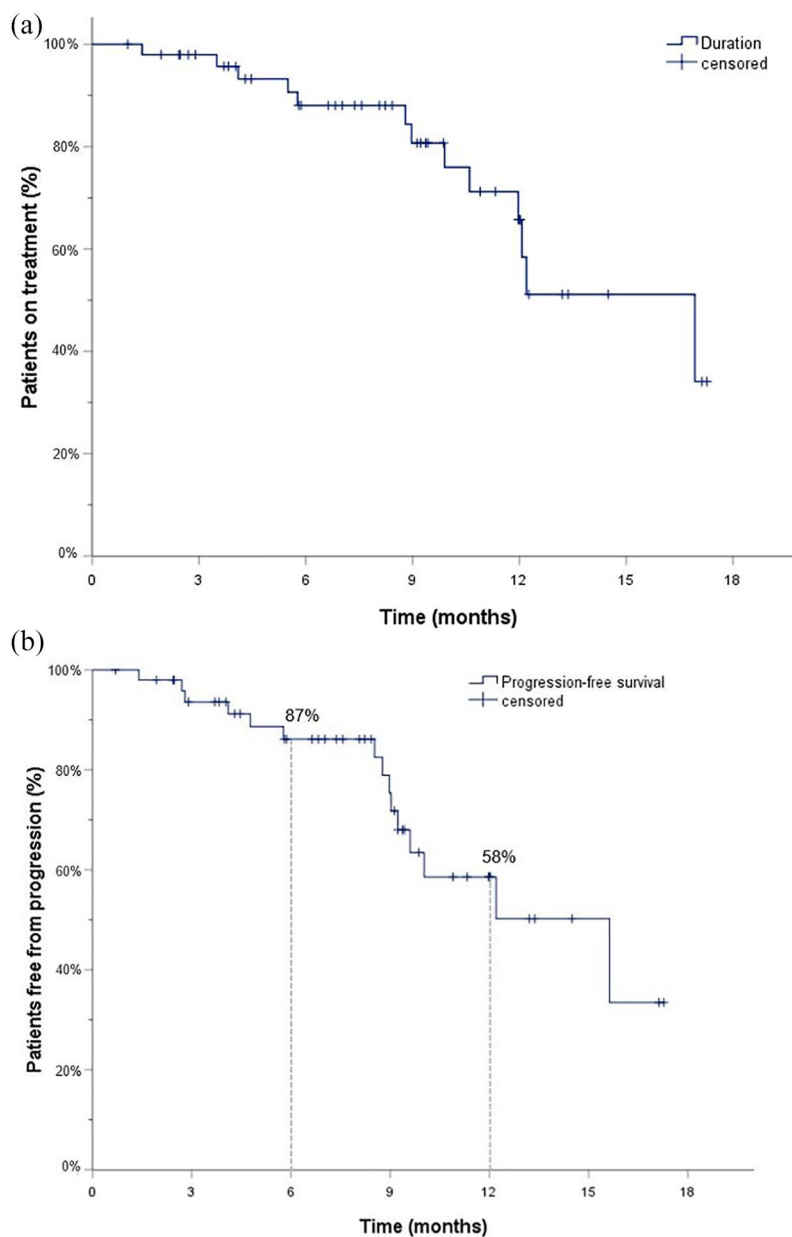 (a)
Duration
censored
100%
80%
60%
40%
20%
0%
Patients on treatment (%)
0 3 6 9 12 15 18
Time (months)
(b)
Progression-free survival
censored
100%
80%
60%
40%
20%
0%
87%
58%
Patients free from progression (%)
0 3 6 9 12 15 18
Time (months)